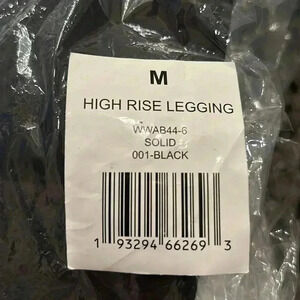 M
HIGH RISE LEGGING
WWAB44-6
SOLID
001-BLACK
1 93294 66269 3